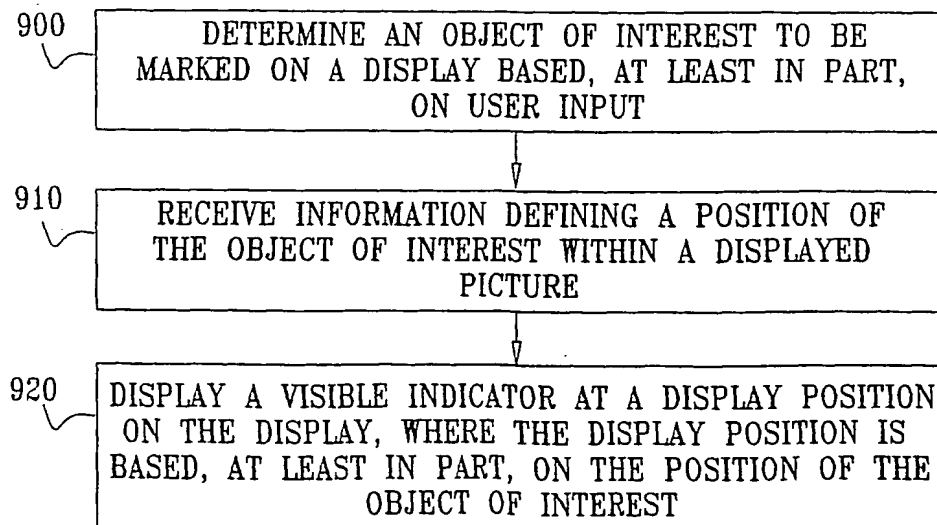 900
DETERMINE AN OBJECT OF INTEREST TO BE
MARKED ON A DISPLAY BASED, AT LEAST IN PART,
ON USER INPUT
910
RECEIVE INFORMATION DEFINING A POSITION OF
THE OBJECT OF INTEREST WITHIN A DISPLAYED
PICTURE
920
DISPLAY A VISIBLE INDICATOR AT A DISPLAY POSITION
ON THE DISPLAY, WHERE THE DISPLAY POSITION IS
BASED, AT LEAST IN PART, ON THE POSITION OF THE
OBJECT OF INTEREST